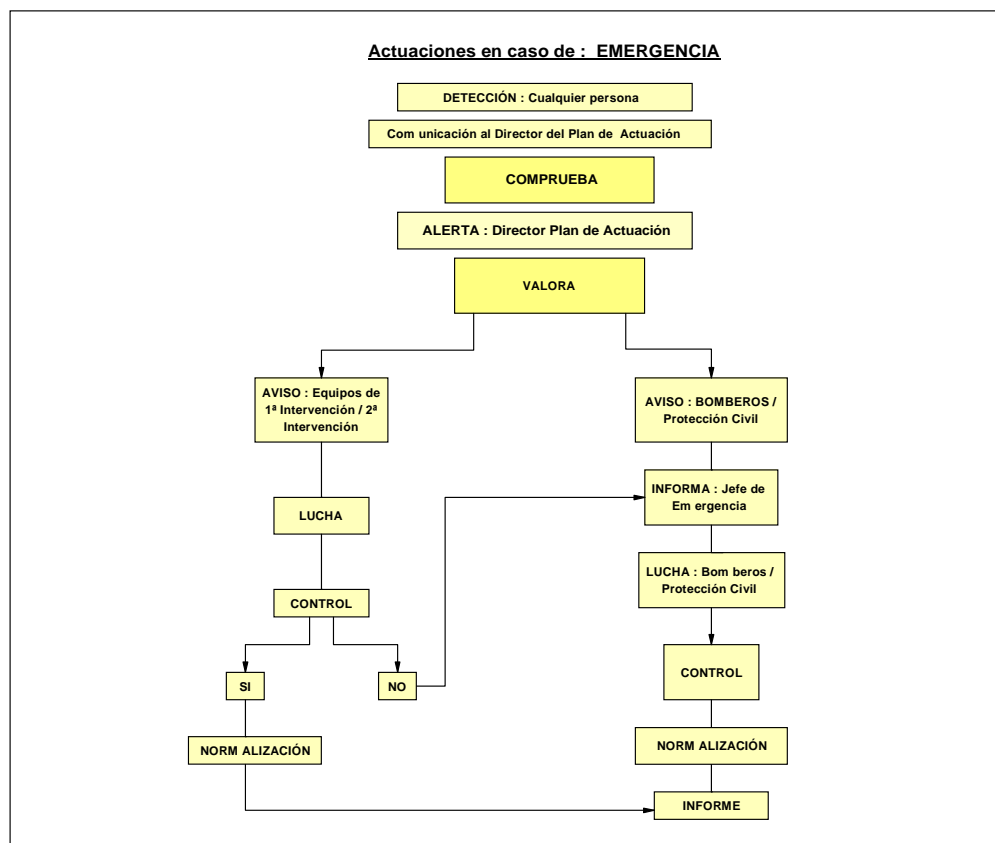 Actuaciones en caso de : EMERGENCIA
DETECCIÓN : Cualquier persona
Com unicación al Director del Plan de Actuación
COMPRUEBA
ALERTA : Director Plan de Actuación
VALORA
AVISO : Equipos de
1ª Intervención / 2ª
Intervención
LUCHA
CONTROL
SI
NO
NORM ALIZACIÓN
AVISO : BOMBEROS /
Protección Civil
INFORMA : Jefe de
Em ergencia
LUCHA : Bom beros /
Protección Civil
CONTROL
NORM ALIZACIÓN
INFORME